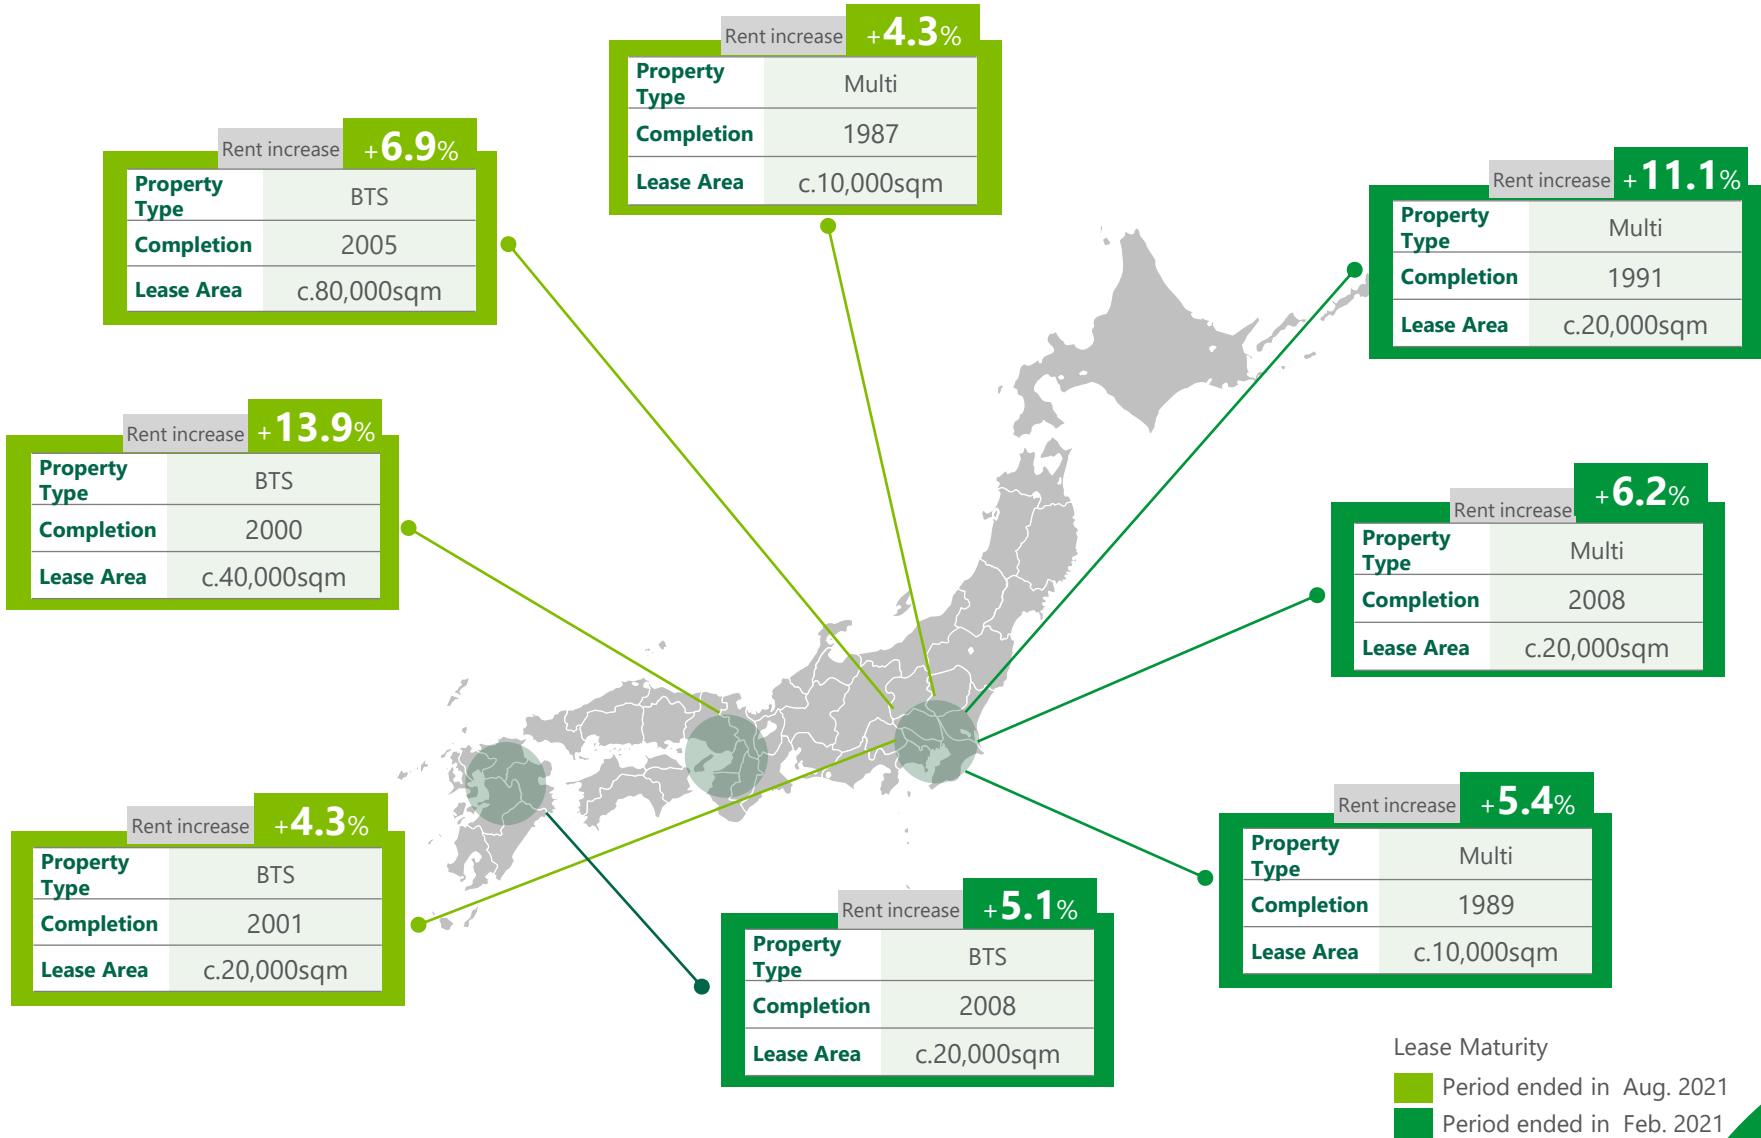 Rent increase +4.3%
Property
Type
Multi
Completion 1987
Lease Area c.10,000sqm
Rent increase +6.9%
Property
Type
BTS
Completion 2005
Lease Area c.80,000sqm
Rent increase +11.1%
Property
Type
Multi
Completion 1991
Lease Area c.20,000sqm
Rent increase +13.9%
Property
Type
BTS
Completion 2000
Lease Area c.40,000sqm
Rent increase +6.2%
Property
Type
Multi
Completion 2008
Lease Area c.20,000sqm
Rent increase +4.3%
Property
Type
BTS
Completion 2001
Lease Area c.20,000sqm
Rent increase +5.1%
Property
Type
BTS
Completion 2008
Lease Area c.20,000sqm
Rent increase +5.4%
Property
Type
Multi
Completion 1989
Lease Area c.10,000sqm
Lease Maturity
Period ended in Aug. 2021
Period ended in Feb. 2021